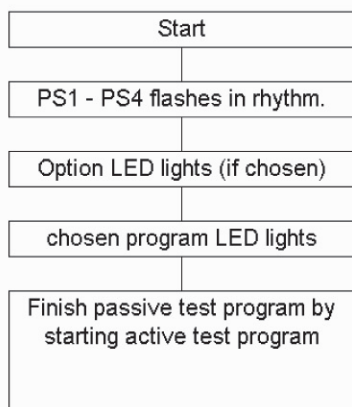 Start
PS1 - PS4 flashes in rhythm.
Option LED lights (if chosen)
chosen program LED lights
Finish passive test program by
starting active test program